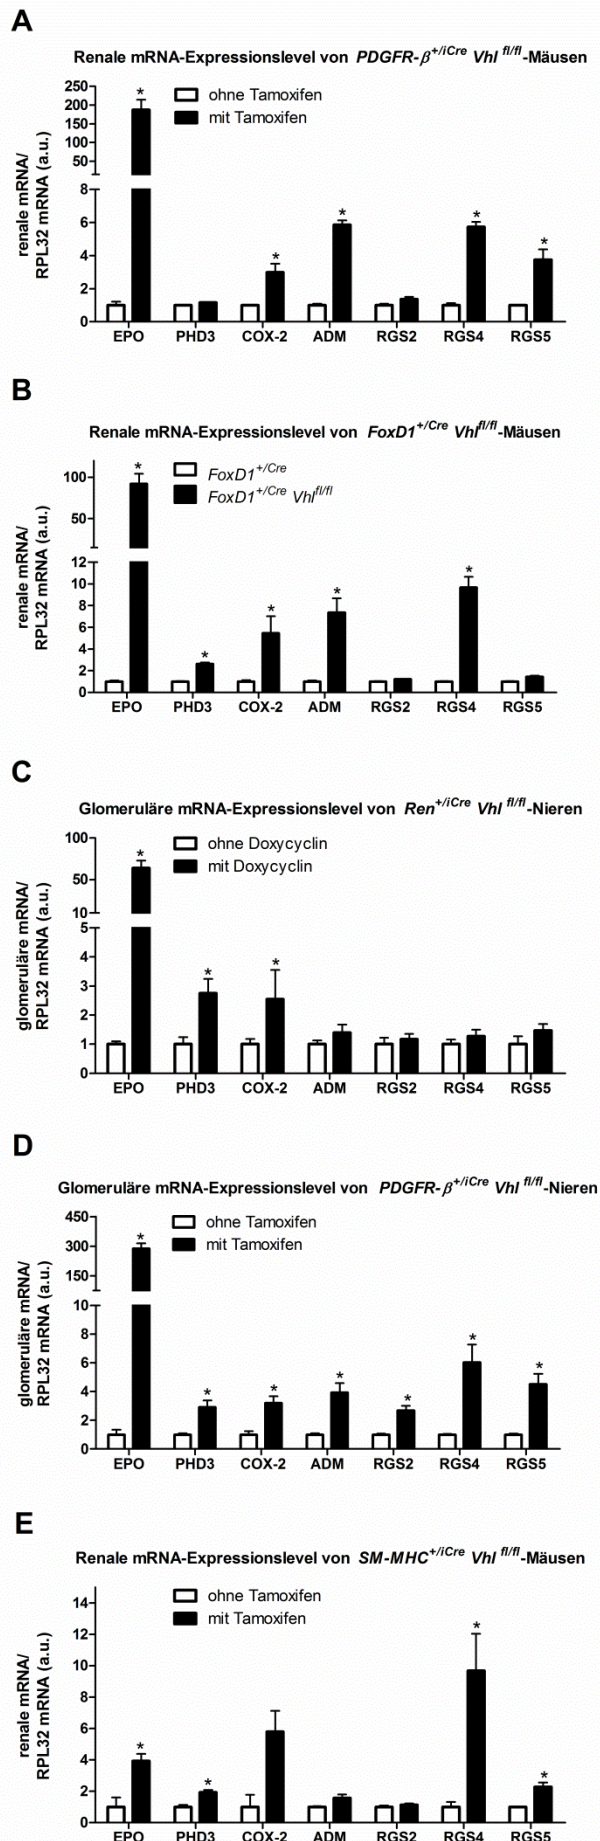 A
Renale mRNA-Expressionslevel von PDGFR-β+/iCre Vhl fl/fl-Mäusen
ohne Tamoxifen
mit Tamoxifen
renale mRNA/
RPL32 mRNA (a.u.)
250
200
150
100
50
8
6
4
2
0
*
*
*
*
*
EPO PHD3 COX-2 ADM RGS2 RGS4 RGS5
B
Renale mRNA-Expressionslevel von FoxD1+/Cre Vhlfl/fl-Mäusen
FoxD1+/Cre
FoxD1+/Cre Vhlfl/fl
renale mRNA/
RPL32 mRNA (a.u.)
100
50
12
10
8
6
4
2
0
*
*
*
*
*
EPO PHD3 COX-2 ADM RGS2 RGS4 RGS5
C
Glomeruläre mRNA-Expressionslevel von Ren+/iCre Vhl fl/fl-Nieren
ohne Doxycyclin
mit Doxycyclin
glomeruläre mRNA/
RPL32 mRNA (a.u.)
100
50
10
5
4
3
2
1
0
*
*
*
EPO PHD3 COX-2 ADM RGS2 RGS4 RGS5
D
Glomeruläre mRNA-Expressionslevel von PDGFR-β+/iCre Vhl fl/fl-Nieren
ohne Tamoxifen
mit Tamoxifen
glomeruläre mRNA/
RPL32 mRNA (a.u.)
450
300
150
10
8
6
4
2
0
*
*
*
*
*
*
*
EPO PHD3 COX-2 ADM RGS2 RGS4 RGS5
E
Renale mRNA-Expressionslevel von SM-MHC+/iCre Vhl fl/fl-Mäusen
ohne Tamoxifen
mit Tamoxifen
renale mRNA/
RPL32 mRNA (a.u.)
14
12
10
8
6
4
2
0
*
*
*
*
EPO PHD3 COX-2 ADM RGS2 RGS4 RGS5